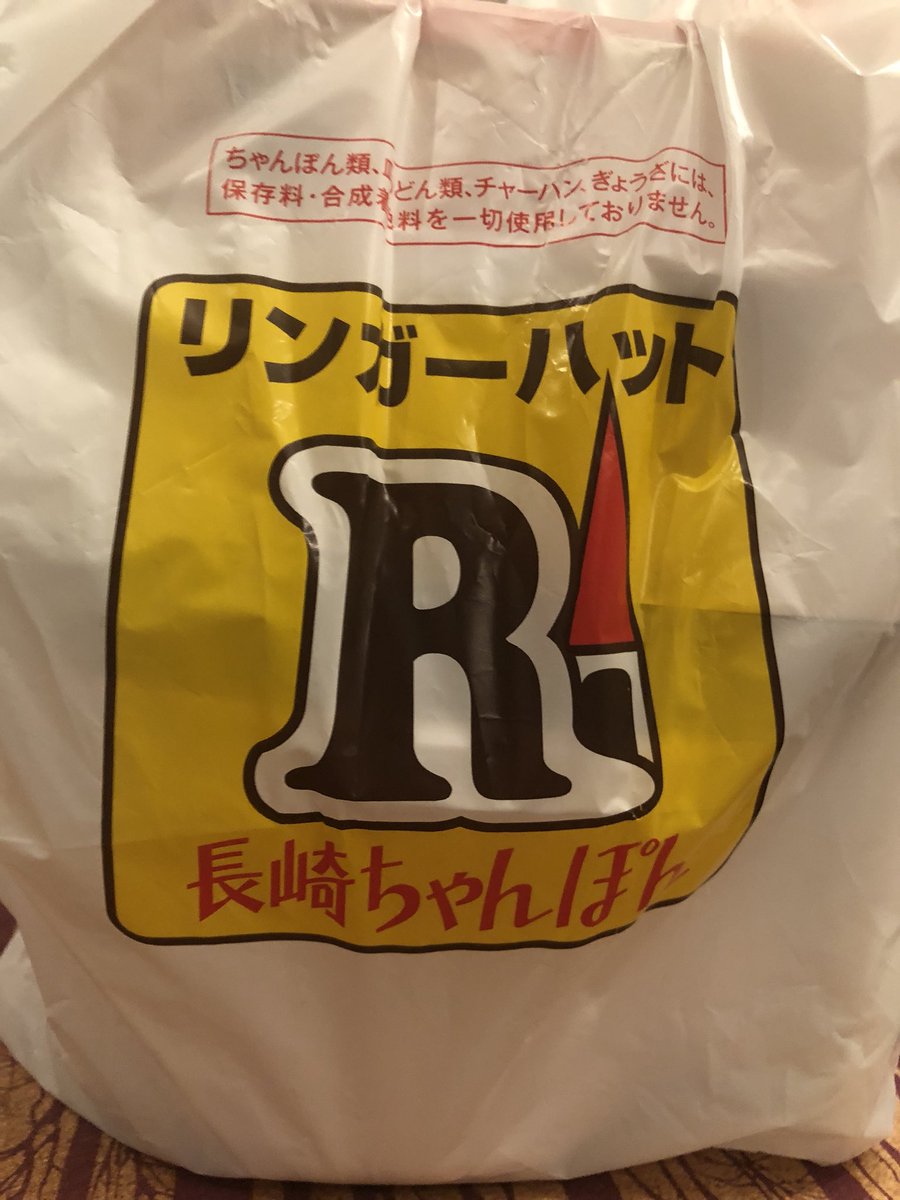 ちゃんぽん類、どん類、チャーハン、ぎょうざには、
保存料・合成料を一切使用しておりません。
リンガーハット
R
長崎ちゃんぽん